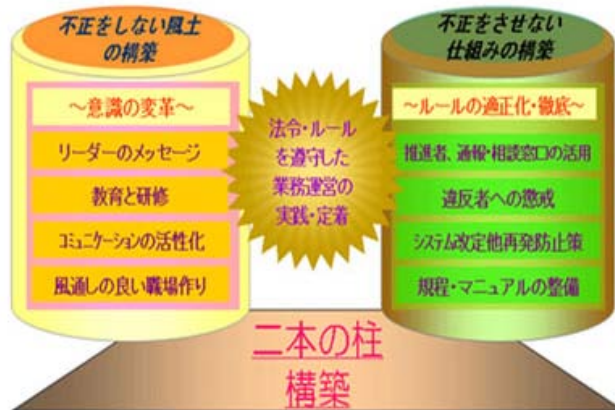 不正をしない風土
の構築
～意識の変革～
リーダーのメッセージ
教育と研修
コミュニケーションの活性化
風通しの良い職場作り
法令・ルール
を遵守した
業務運営の
実践・定着
不正をさせない
仕組みの構築
～ルールの適正化・徹底～
推進者、通報・相談窓口の活用
違反者への懲戒
システム改定他再発防止策
規程・マニュアルの整備
二本の柱
構築